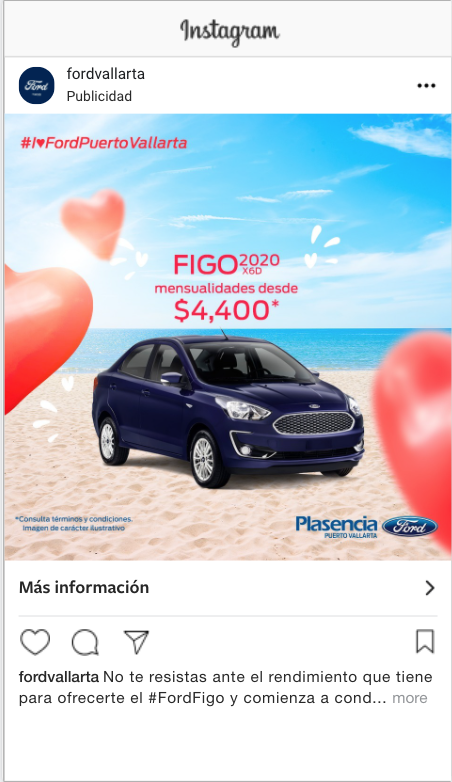 Instagram
fordvallarta
Publicidad
#I♥FordPuertoVallarta
FIGO 2020
X6D
mensualidades desde
$4,400*
*Consulta términos y condiciones.
Imagen de carácter ilustrativo
Plasencia Ford
PUERTO VALLARTA
Más información
fordvallarta No te resistas ante el rendimiento que tiene
para ofrecerte el #FordFigo y comienza a cond... more